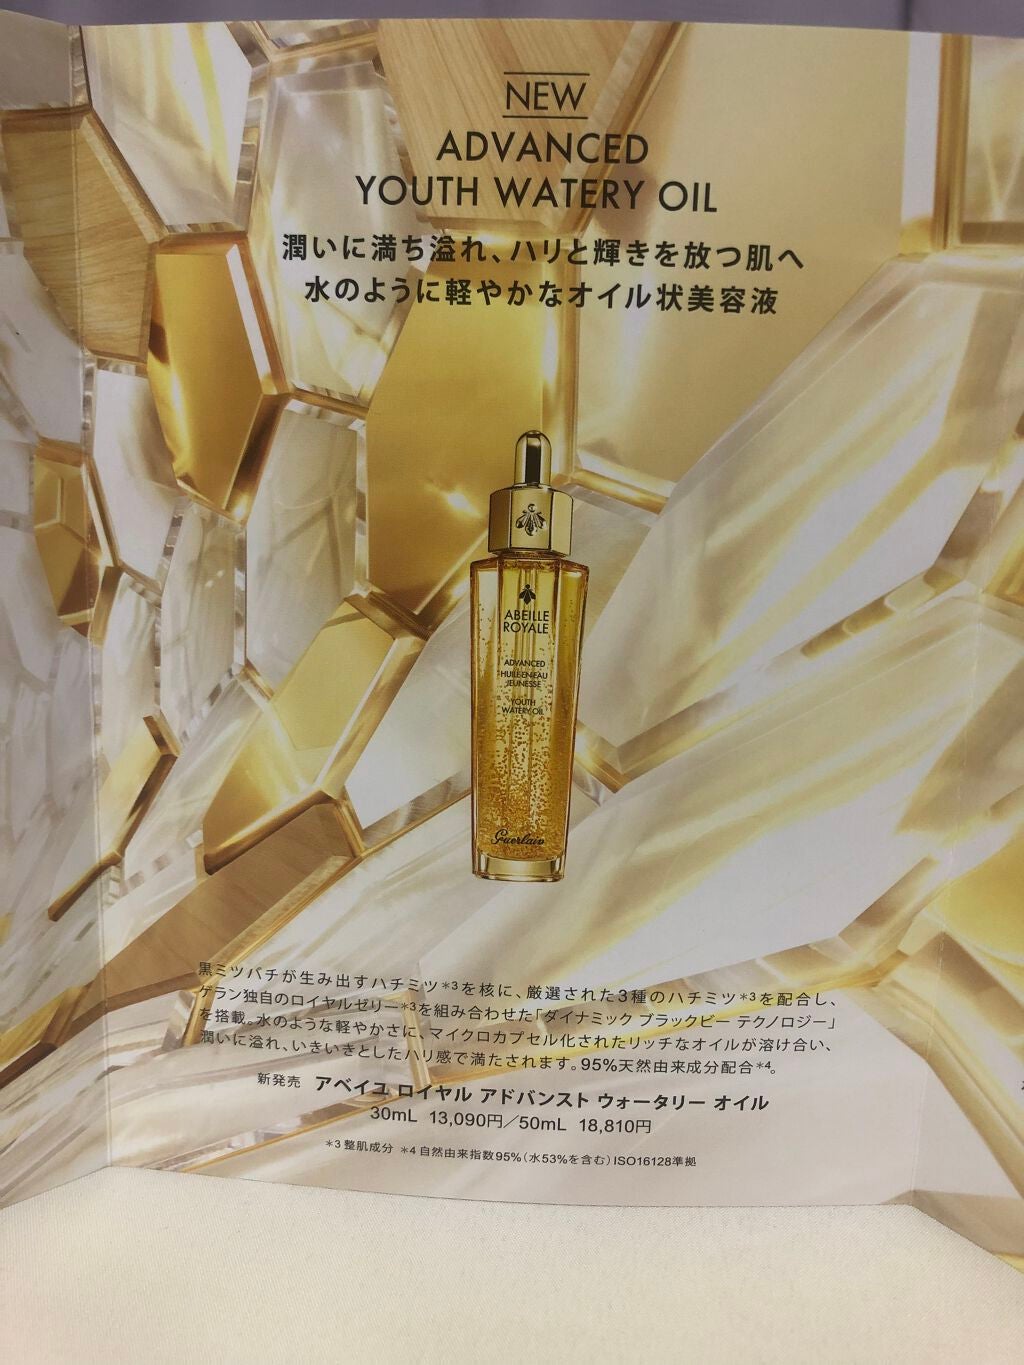 NEW
ADVANCED
YOUTH WATERY OIL
潤いに満ち溢れ、ハリと輝きを放つ肌へ
水のように軽やかなオイル状美容液
ABEILLE
ROYALE
ADVANCED
HUILE-EN-EAU
JEUNESSE
YOUTH
WATERY OIL
Guerlain
黒ミツバチが生み出すハチミツ*3を核に、厳選された3種のハチミツ*3を配合し、
ゲラン独自のロイヤルゼリー*3を組み合わせた「ダイナミック ブラックビー テクノロジー」
を搭載。水のような軽やかさに、マイクロカプセル化されたリッチなオイルが溶け合い、
潤いに溢れ、いきいきとしたハリ感で満たされます。95%天然由来成分配合*4。
新発売 アベイユ ロイヤル アドバンスト ウォータリー オイル
30mL 13,090円/50mL 18,810円
*3 整肌成分 *4 自然由来指数95%(水53%を含む)ISO16128準拠